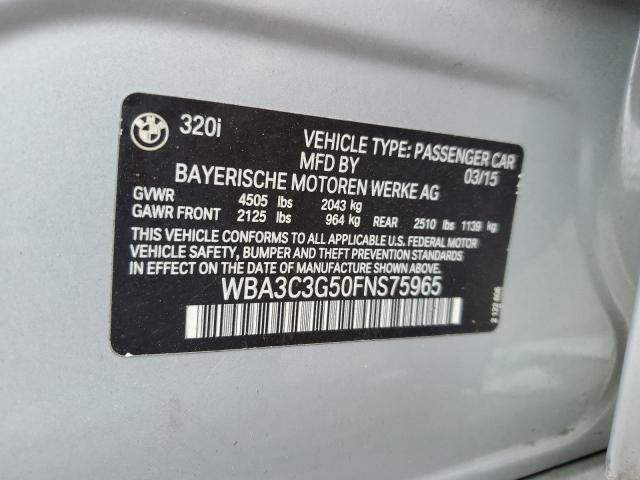 320i
VEHICLE TYPE: PASSENGER CAR
MFD BY 03/15
BAYERISCHE MOTOREN WERKE AG
GVWR 4505 lbs 2043 kg
GAWR FRONT 2125 lbs 964 kg REAR 2510 lbs 1139 kg
THIS VEHICLE CONFORMS TO ALL APPLICABLE U.S. FEDERAL MOTOR
VEHICLE SAFETY, BUMPER AND THEFT PREVENTION STANDARDS
IN EFFECT ON THE DATE OF MANUFACTURE SHOWN ABOVE.
WBA3C3G50FNS75965